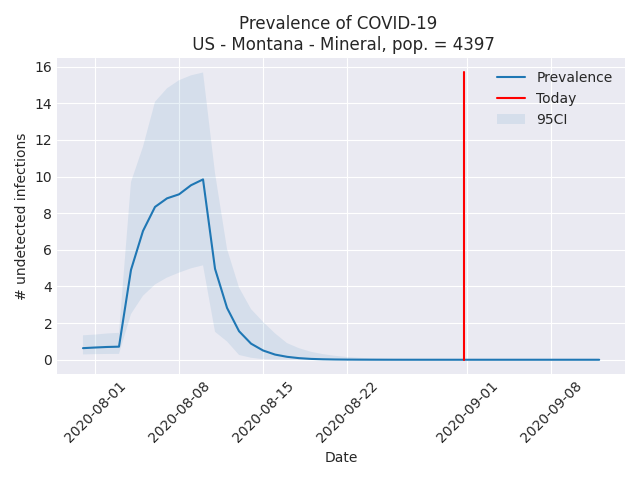 Prevalence of COVID-19
US - Montana - Mineral, pop. = 4397
# undetected infections
16
14
12
10
8
6
4
2
0
Prevalence
Today
95CI
2020-08-01
2020-08-08
2020-08-15
2020-08-22
2020-09-01
2020-09-08
Date